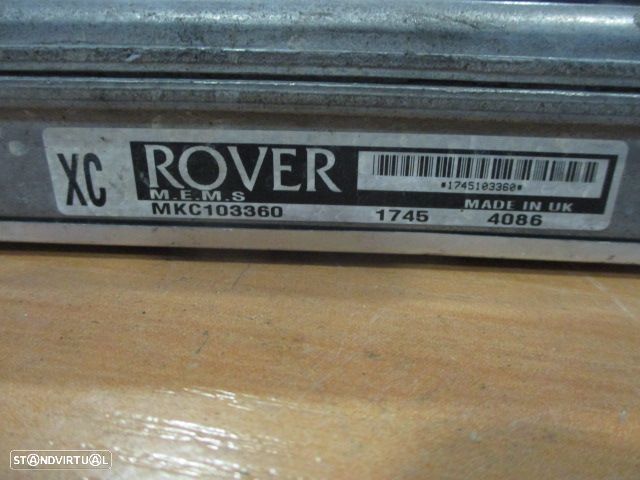 XC ROVER
M.E.M.S
*1745103360*
MADE IN UK
MKC103360 1745 4086
STANDVIRTUAL